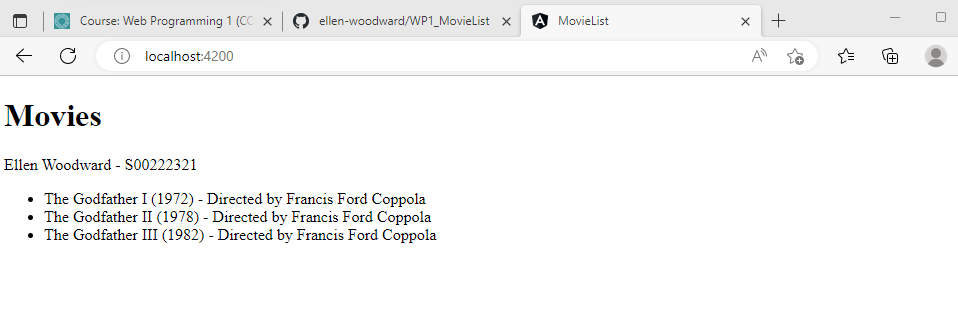 Course: Web Programming 1 (CC
ellen-woodward/WP1_MovieList
MovieList
localhost:4200
Movies
Ellen Woodward - S00222321
The Godfather I (1972) - Directed by Francis Ford Coppola
The Godfather II (1978) - Directed by Francis Ford Coppola
The Godfather III (1982) - Directed by Francis Ford Coppola